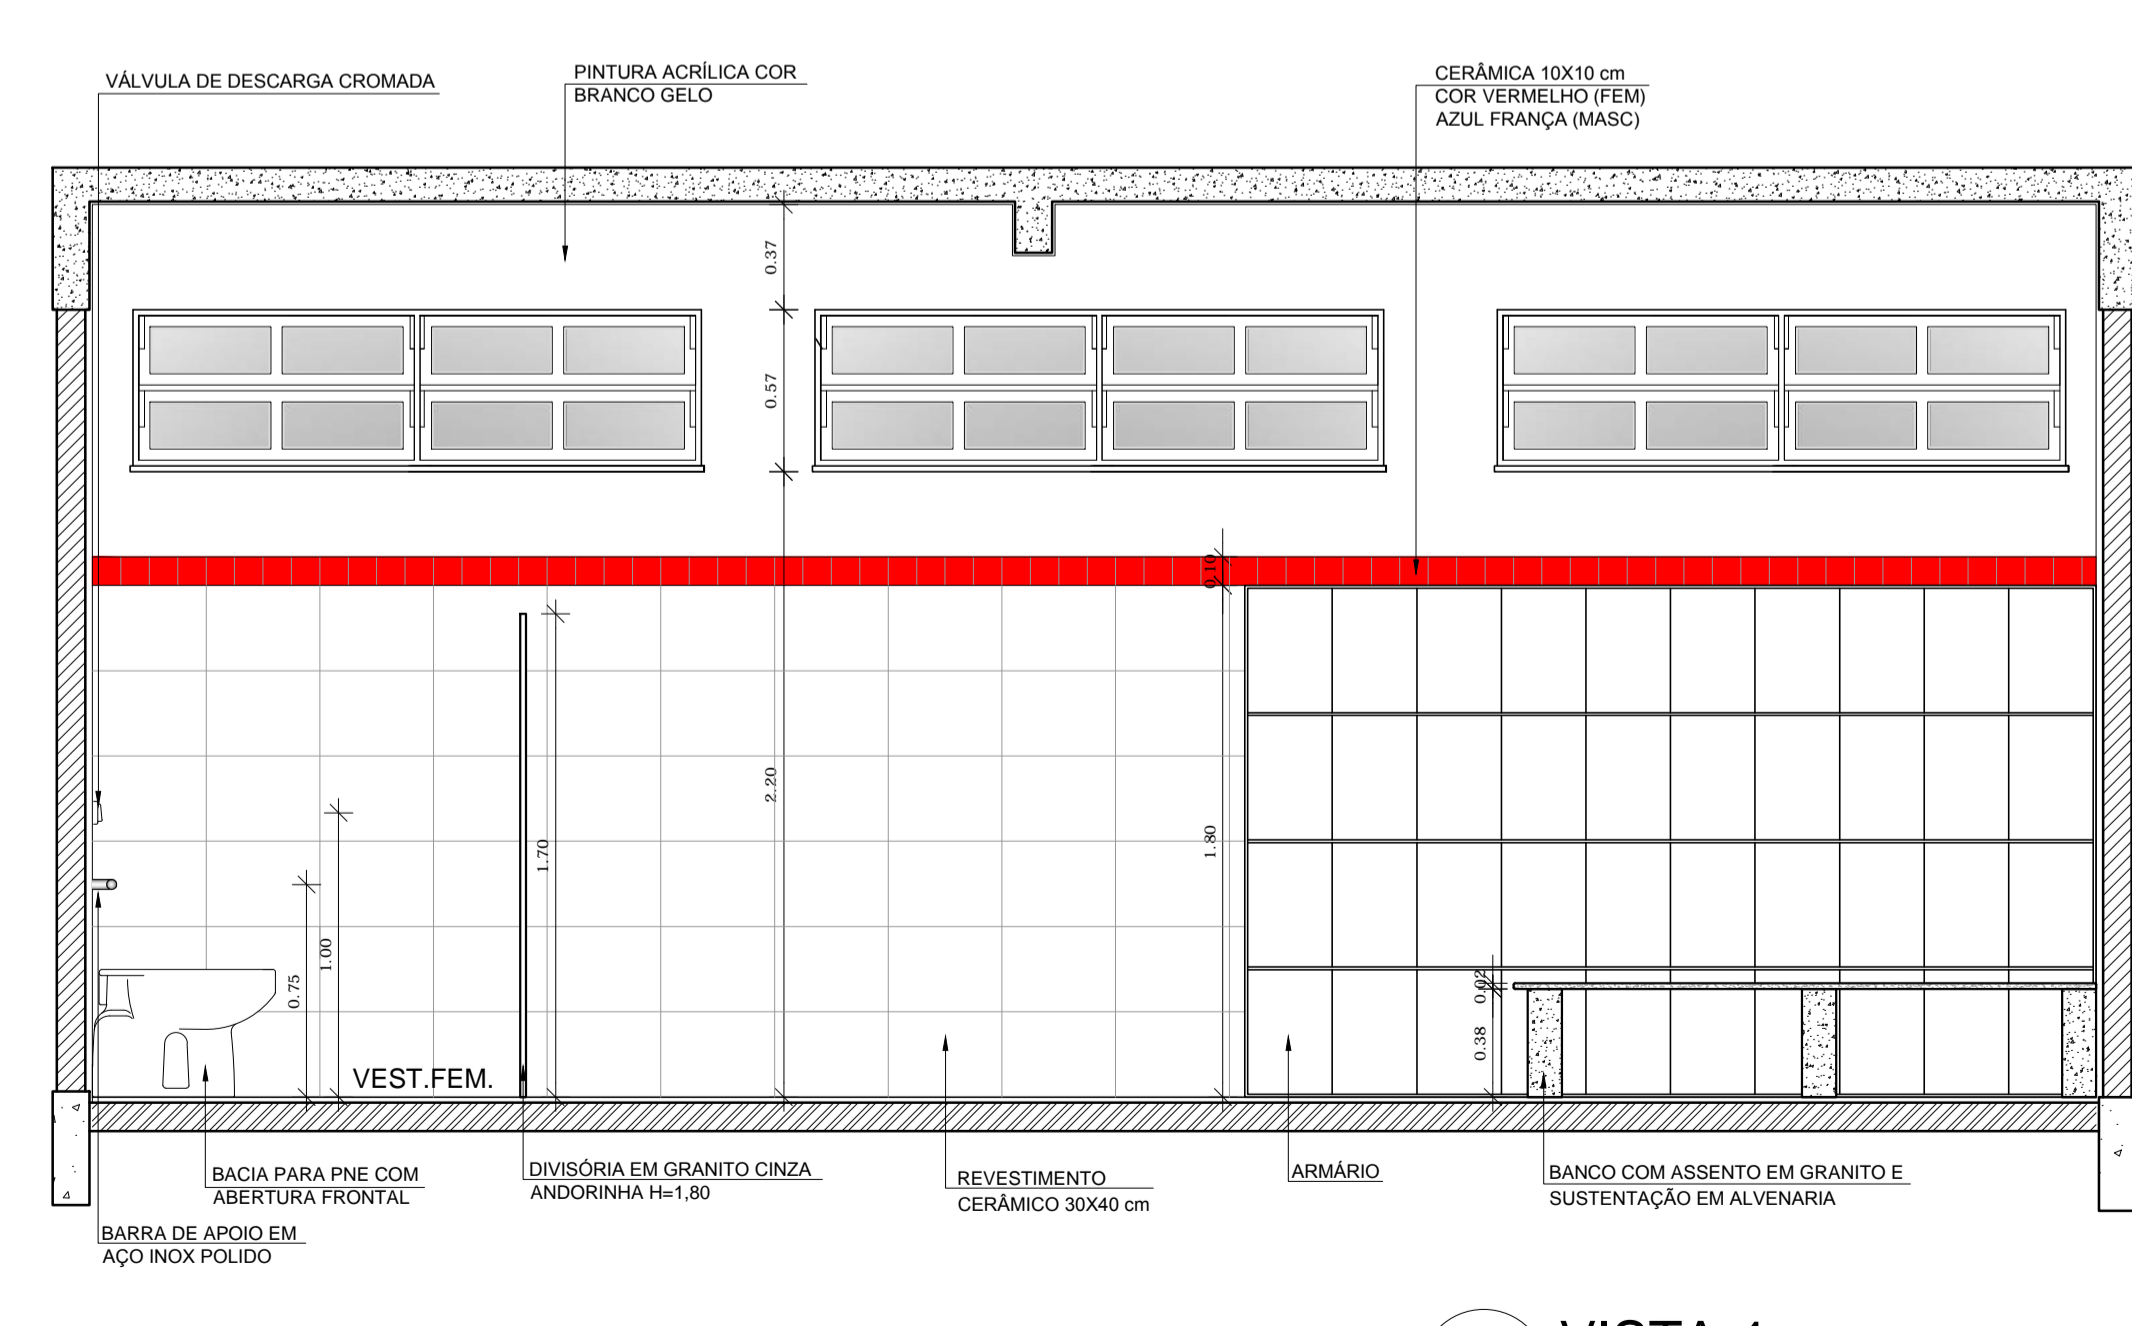 VÁLVULA DE DESCARGA CROMADA
PINTURA ACRÍLICA COR
BRANCO GELO
CERÂMICA 10X10 cm
COR VERMELHO (FEM)
AZUL FRANÇA (MASC)
0.37
0.57
0.10
2.20
1.80
1.70
1.00
0.75
0.02
0.38
VEST.FEM.
BACIA PARA PNE COM
ABERTURA FRONTAL
DIVISÓRIA EM GRANITO CINZA
ANDORINHA H=1,80
REVESTIMENTO
CERÂMICO 30X40 cm
ARMÁRIO
BANCO COM ASSENTO EM GRANITO E
SUSTENTAÇÃO EM ALVENARIA
BARRA DE APOIO EM
AÇO INOX POLIDO
VISTA 1